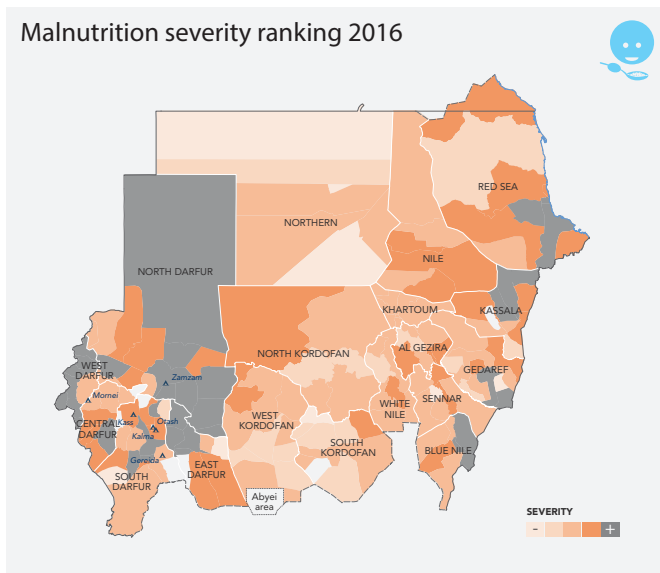 Malnutrition severity ranking 2016
RED SEA
NORTHERN
NILE
NORTH DARFUR
KHARTOUM
KASSALA
AL GEZIRA
NORTH KORDOFAN
WEST
DARFUR
Zamzam
GEDAREF
Mornei
WHITE
NILE
SENNAR
WEST
KORDOFAN
CENTRAL
DARFUR
Kass
Otash
Kalma
SOUTH
KORDOFAN
BLUE NILE
Gereida
EAST
DARFUR
SOUTH
DARFUR
Abyei
area
SEVERITY
- +